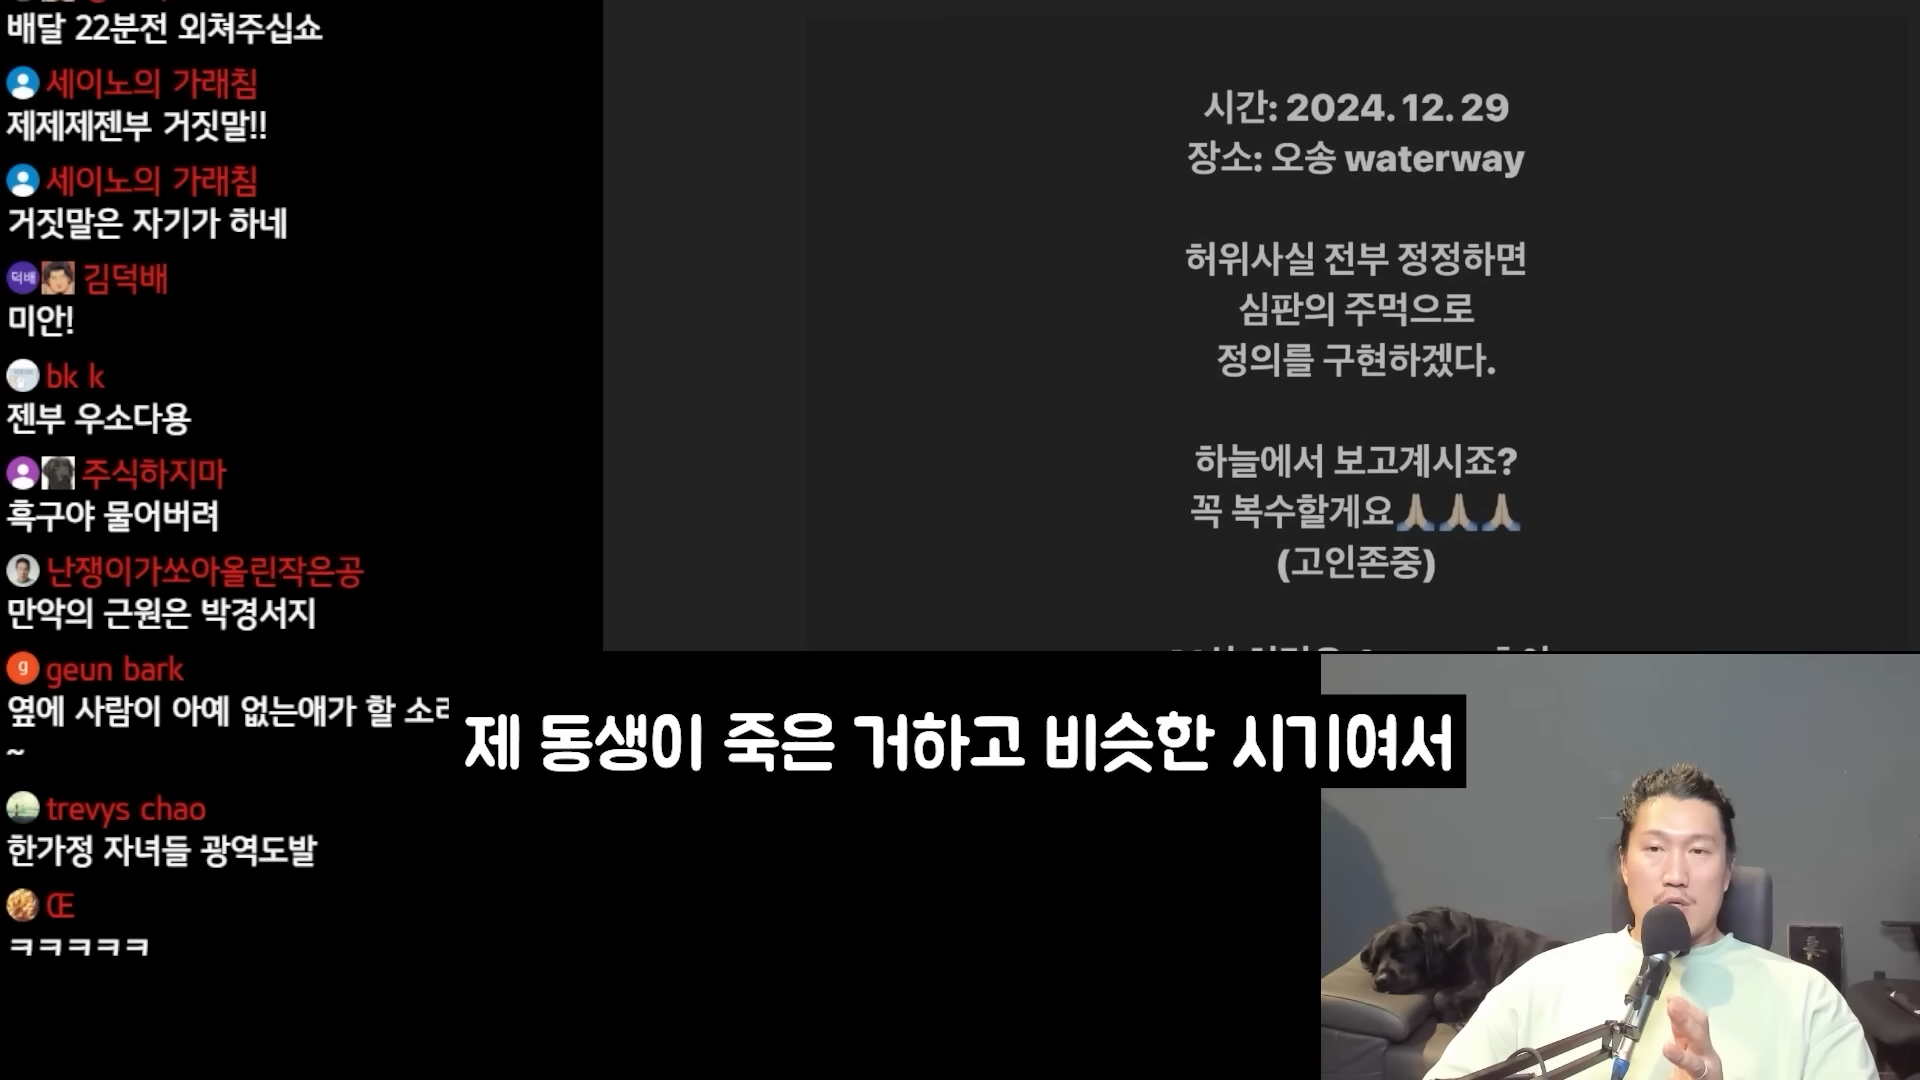 배달 22분전 외쳐주십쇼
세이노의 가래침
제제제젠부 거짓말!!
세이노의 가래침
거짓말은 자기가 하네
덕배
김덕배
미안!
bk k
젠부 우소다용
주식하지마
흑구야 물어버려
난쟁이가쏘아올린작은공
만악의 근원은 박경서지
g geun bark
옆에 사람이 아예 없는애가 할 소리
~
trevys chao
한가정 자녀들 광역도발
Œ
ㅋㅋㅋㅋㅋ
시간: 2024. 12. 29
장소: 오송 waterway
허위사실 전부 정정하면
심판의 주먹으로
정의를 구현하겠다.
하늘에서 보고계시죠?
꼭 복수할게요🙏🙏🙏
(고인존중)
제 동생이 죽은 거하고 비슷한 시기여서